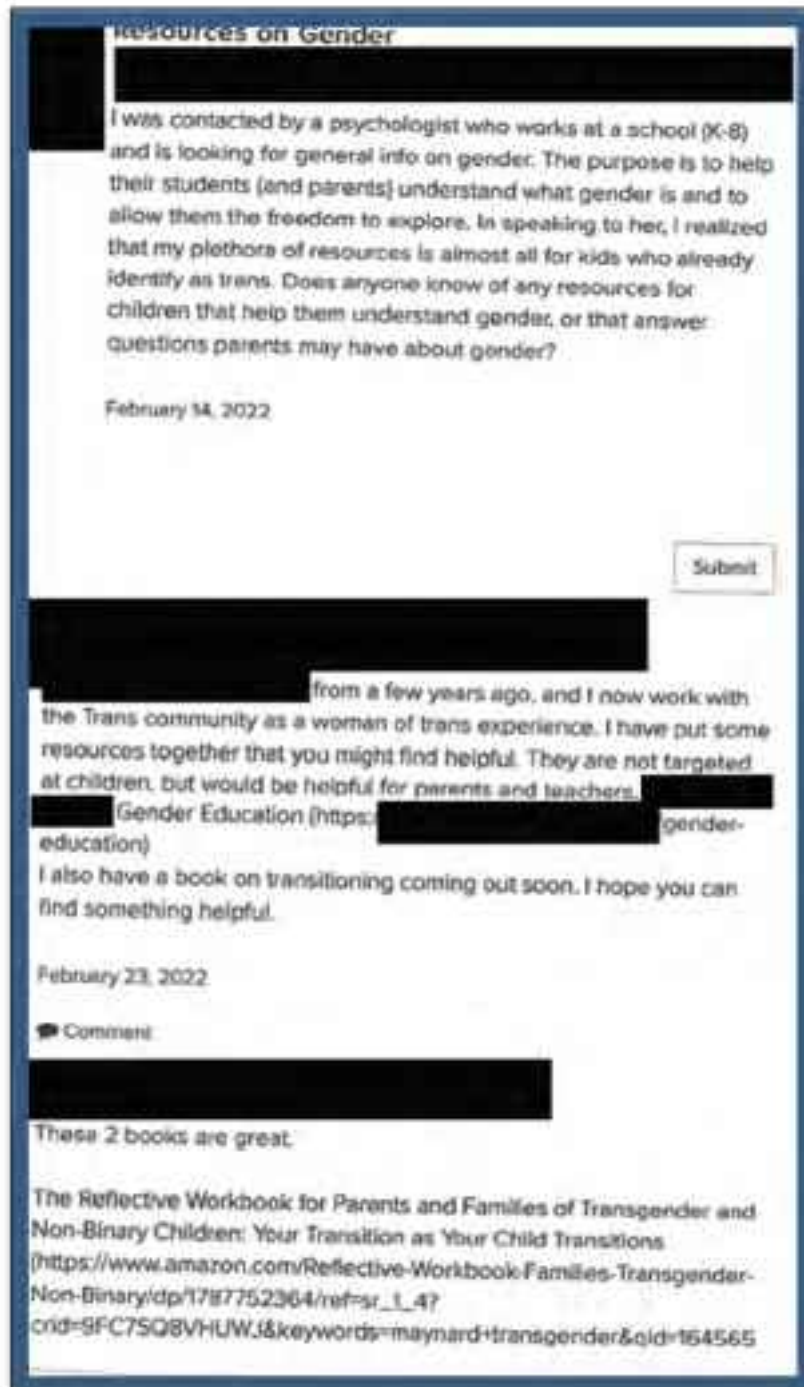 Resources on Gender
I was contacted by a psychologist who works at a school (K-8)
and is looking for general info on gender. The purpose is to help
their students (and parents) understand what gender is and to
allow them the freedom to explore. In speaking to her, I realized
that my plethora of resources is almost all for kids who already
identify as trans. Does anyone know of any resources for
children that help them understand gender, or that answer
questions parents may have about gender?
February 14, 2022
Submit
from a few years ago, and I now work with
the Trans community as a woman of trans experience. I have put some
resources together that you might find helpful. They are not targeted
at children, but would be helpful for parents and teachers.
Gender Education (https:/
gender-
education)
I also have a book on transitioning coming out soon. I hope you can
find something helpful.
February 23, 2022
Comment
These 2 books are great.
The Reflective Workbook for Parents and Families of Transgender and
Non-Binary Children: Your Transition as Your Child Transitions
(https://www.amazon.com/Reflective-Workbook-Families-Transgender-
Non-Binary/dp/1787752364/ref=sr_1_4?
crid=9FC7SQ8VHUWJ&keywords=maynard+transgender&qid=164565